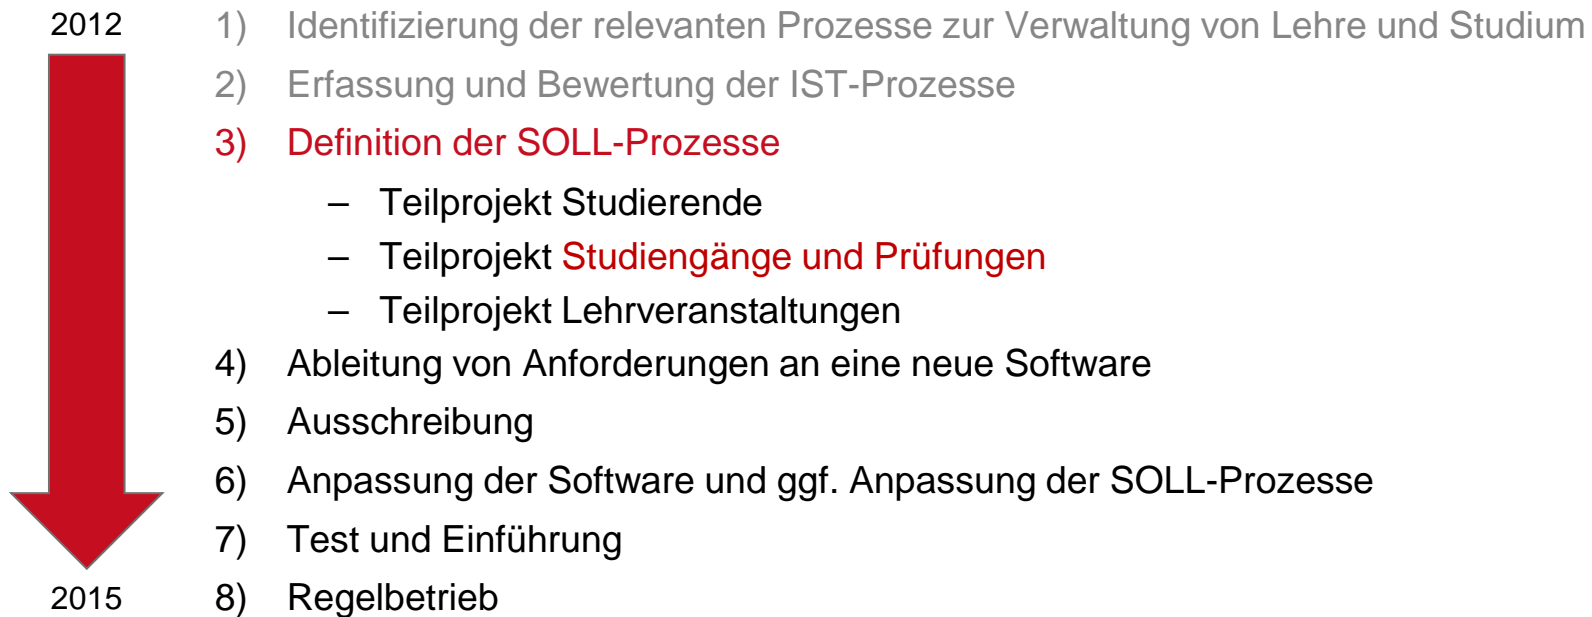 2012
1) Identifizierung der relevanten Prozesse zur Verwaltung von Lehre und Studium
2) Erfassung und Bewertung der IST-Prozesse
3) Definition der SOLL-Prozesse
– Teilprojekt Studierende
– Teilprojekt Studiengänge und Prüfungen
– Teilprojekt Lehrveranstaltungen
4) Ableitung von Anforderungen an eine neue Software
5) Ausschreibung
6) Anpassung der Software und ggf. Anpassung der SOLL-Prozesse
7) Test und Einführung
2015
8) Regelbetrieb